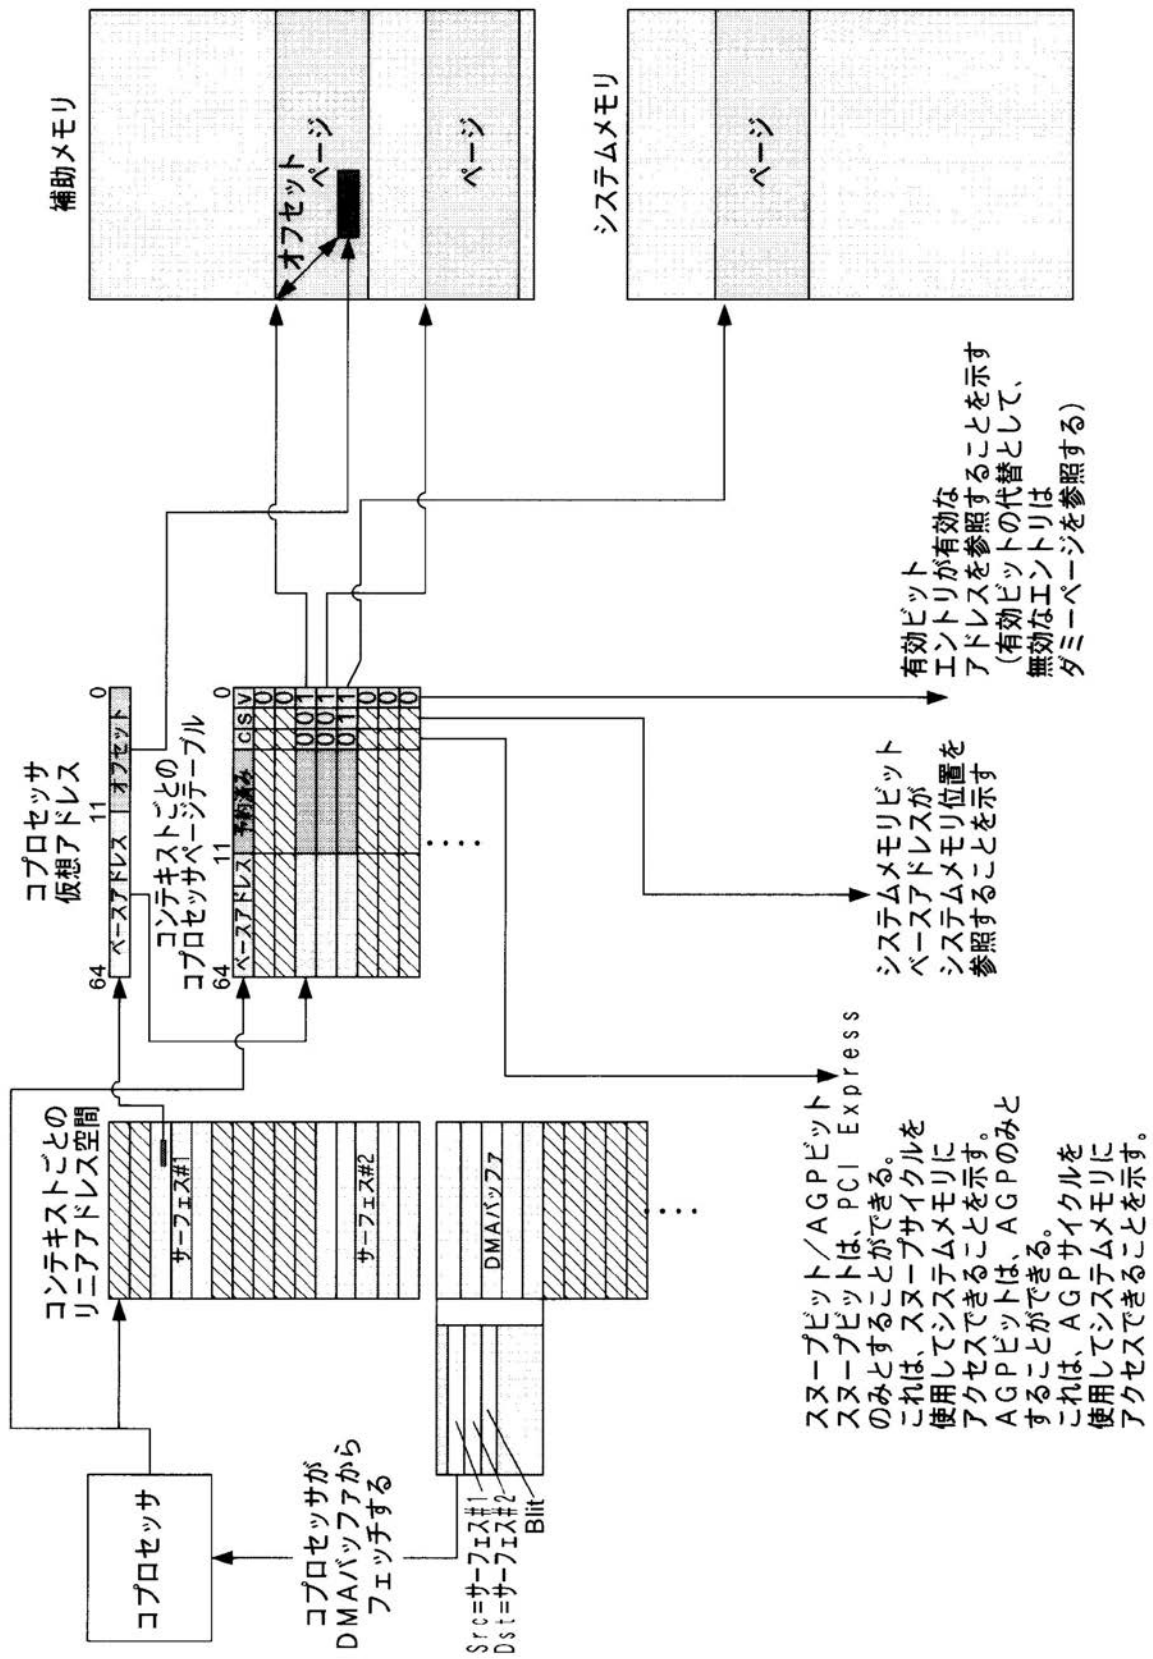 コプロセッサ
コプロセッサが
DMAバッファから
フェッチする
Src=サーフェス#1
Dst=サーフェス#2
Blit
コンテキストごとの
リニアアドレス空間
サーフェス#1
サーフェス#2
DMAバッファ
コプロセッサ
仮想アドレス
64 11 0
ベースアドレス オフセット
コンテキストごとの
コプロセッサページテーブル
64 11 0
ベースアドレス 予約済み C S V
0
0
0 0 1
0 0 1
0 1 1
0
0
0
補助メモリ
オフセット
ページ
ページ
システムメモリ
ページ
スヌープビット/AGPビット
スヌープビットは、PCI Express
のみとすることができる。
これは、スヌープサイクルを
使用してシステムメモリに
アクセスできることを示す。
AGPビットは、AGPのみと
することができる。
これは、AGPサイクルを
使用してシステムメモリに
アクセスできることを示す。
システムメモリビット
ベースアドレスが
システムメモリ位置を
参照することを示す
有効ビット
エントリが有効な
アドレスを参照することを示す
(有効ビットの代替として、
無効なエントリは
ダミーページを参照する)